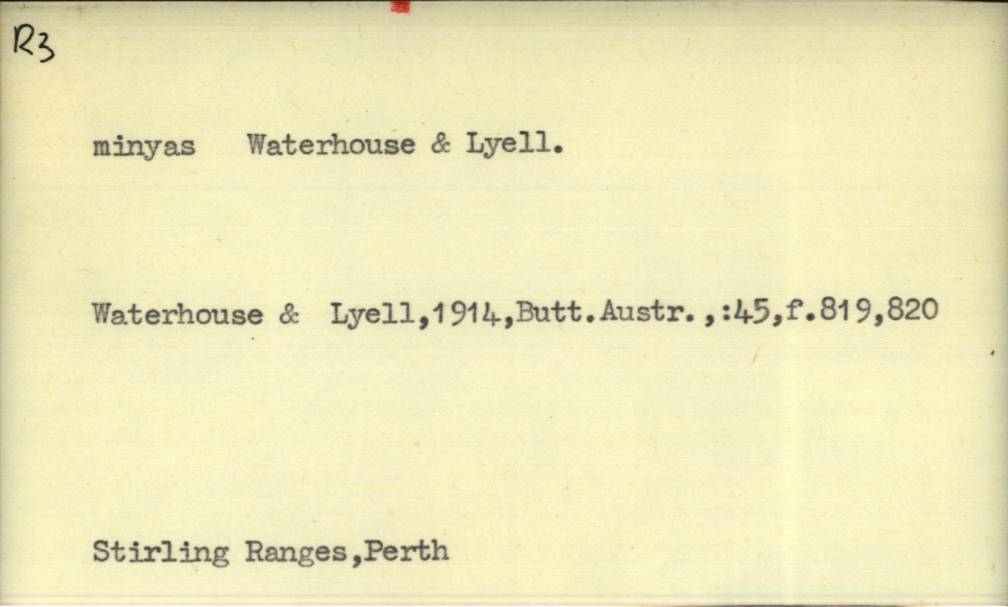 R3
minyas Waterhouse & Lyell.
Waterhouse & Lyell,1914,Butt.Austr.,:45,f.819,820
Stirling Ranges,Perth